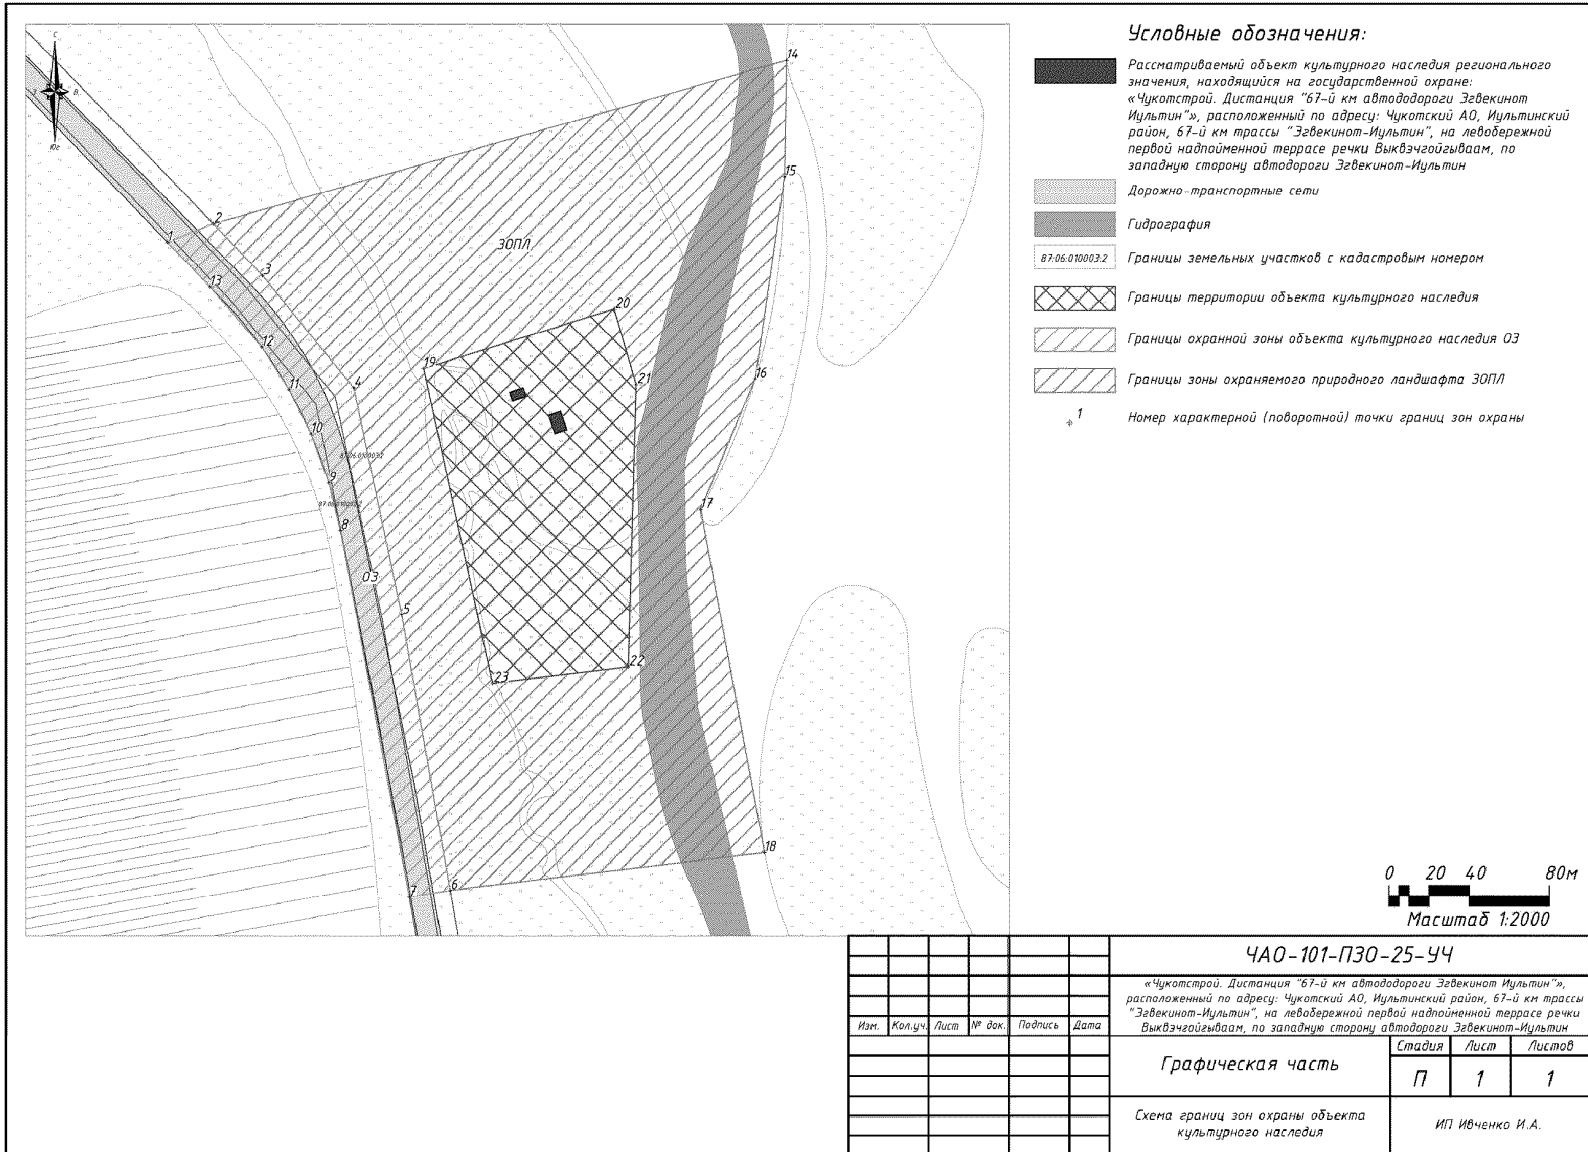 С
В.
Юг
14
15
2
1
3
ЗОПЛ
13
20
12
19
21
16
11
4
10
87:06:010003:2
9
17
8
ОЗ
5
22
23
18
6
7
Условные обозначения:
Рассматриваемый объект культурного наследия регионального
значения, находящийся на государственной охране:
«Чукотстрой. Дистанция "67-й км автододороги Эгвекинот
Иультин"», расположенный по адресу: Чукотский АО, Иультинский
район, 67-й км трассы "Эгвекинот-Иультин", на левобережной
первой надпойменной террасе речки Выквэчгойгываам, по
западную сторону автодороги Эгвекинот-Иультин
Дорожно-транспортные сети
Гидрография
87:06:010003:2 Границы земельных участков с кадастровым номером
Границы территории объекта культурного наследия
Границы охранной зоны объекта культурного наследия ОЗ
Границы зоны охраняемого природного ландшафта ЗОПЛ
1 Номер характерной (поворотной) точки границ зон охраны
0 20 40 80м
Масштаб 1:2000
ЧАО-101-ПЗО-25-УЧ
«Чукотстрой. Дистанция "67-й км автододороги Эгвекинот Иультин"»,
расположенный по адресу: Чукотский АО, Иультинский район, 67-й км трассы
"Эгвекинот-Иультин", на левобережной первой надпойменной террасе речки
Выквэчгойгываам, по западную сторону автодороги Эгвекинот-Иультин
Изм. Кол.уч. Лист № док. Подпись Дата
Графическая часть
Стадия Лист Листов
П 1 1
Схема границ зон охраны объекта
культурного наследия
ИП Ивченко И.А.